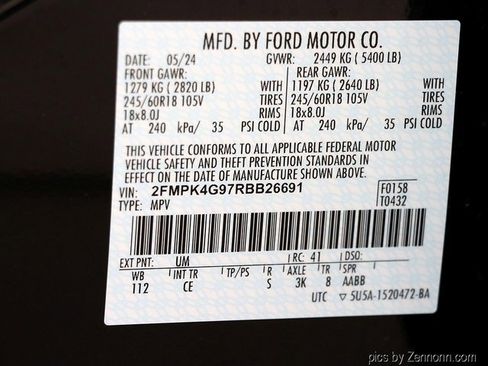 MFD. BY FORD MOTOR CO.
DATE: 05/24 GVWR: 2449 KG ( 5400 LB)
FRONT GAWR: REAR GAWR:
1279 KG ( 2820 LB) WITH 1197 KG ( 2640 LB) WITH
245/60R18 105V TIRES 245/60R18 105V TIRES
18x8.0J RIMS 18x8.0J RIMS
AT 240 kPa/ 35 PSI COLD AT 240 kPa/ 35 PSI COLD
THIS VEHICLE CONFORMS TO ALL APPLICABLE FEDERAL MOTOR
VEHICLE SAFETY AND THEFT PREVENTION STANDARDS IN
EFFECT ON THE DATE OF MANUFACTURE SHOWN ABOVE.
VIN: 2FMPK4G97RBB26691 F0158
TYPE: MPV T0432
EXT PNT: UM RC: 41 DSO:
WB INT TR TP/PS R AXLE TR SPR
112 CE S 3K 8 AABB
UTC ▽ 5U5A-1520472-BA
pics by Zennonn.com